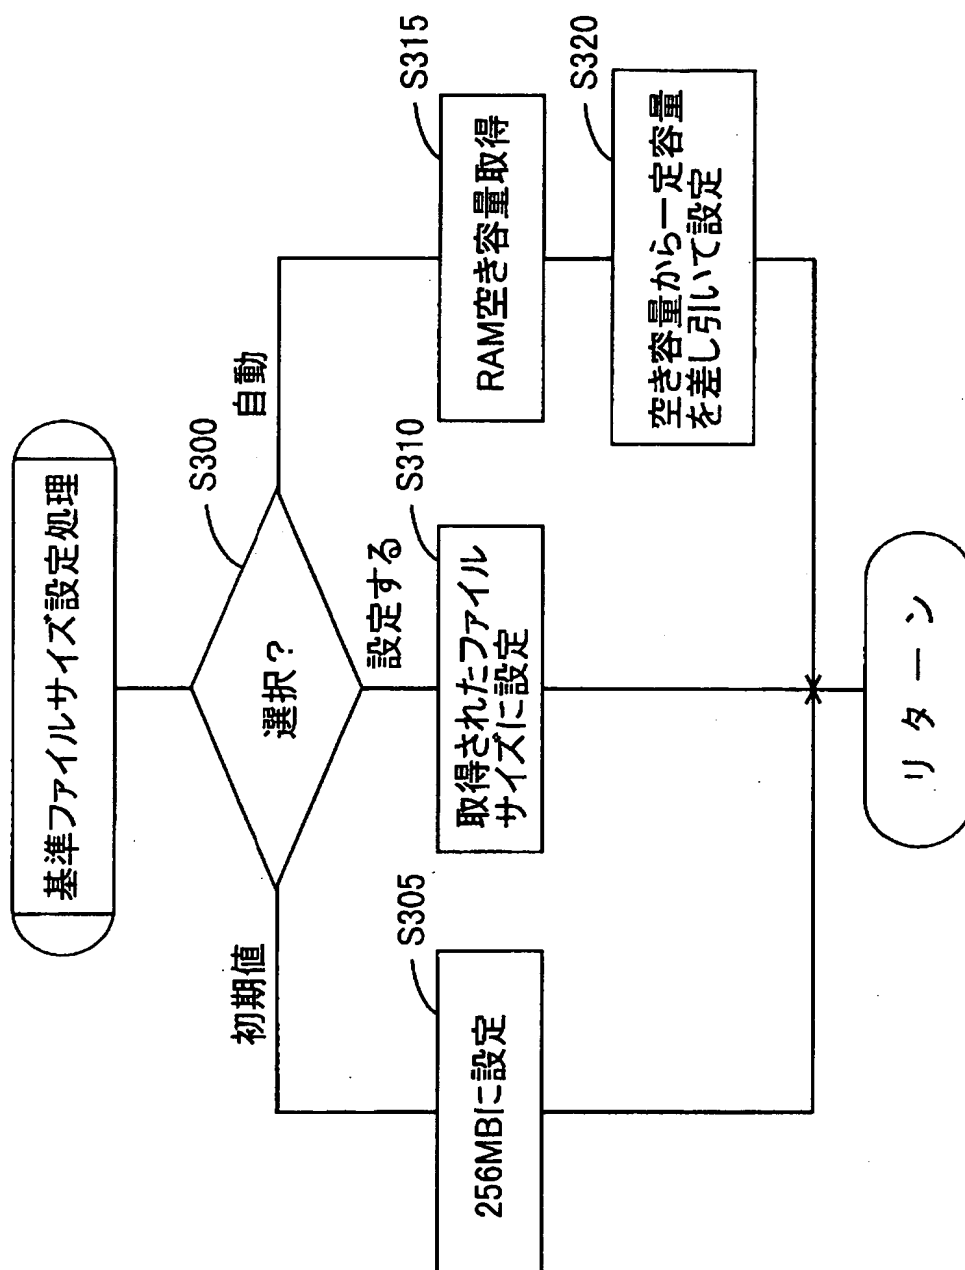 基準ファイルサイズ設定処理
S300
選択？
初期値
設定する
自動
S305
256MBに設定
S310
取得されたファイル
サイズに設定
S315
RAM空き容量取得
S320
空き容量から一定容量
を差し引いて設定
リターン